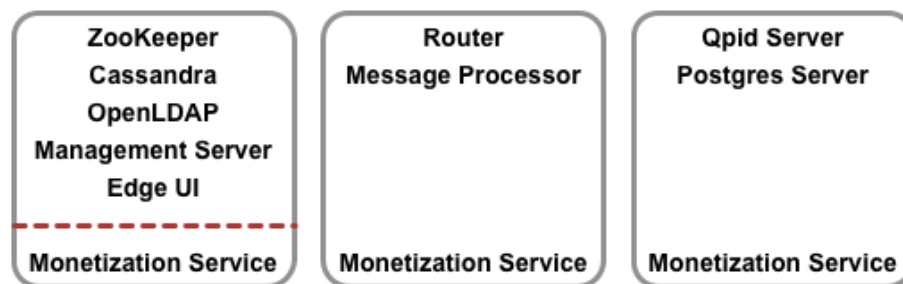 ZooKeeper
Cassandra
OpenLDAP
Management Server
Edge UI
Monetization Service
Router
Message Processor
Monetization Service
Qpid Server
Postgres Server
Monetization Service